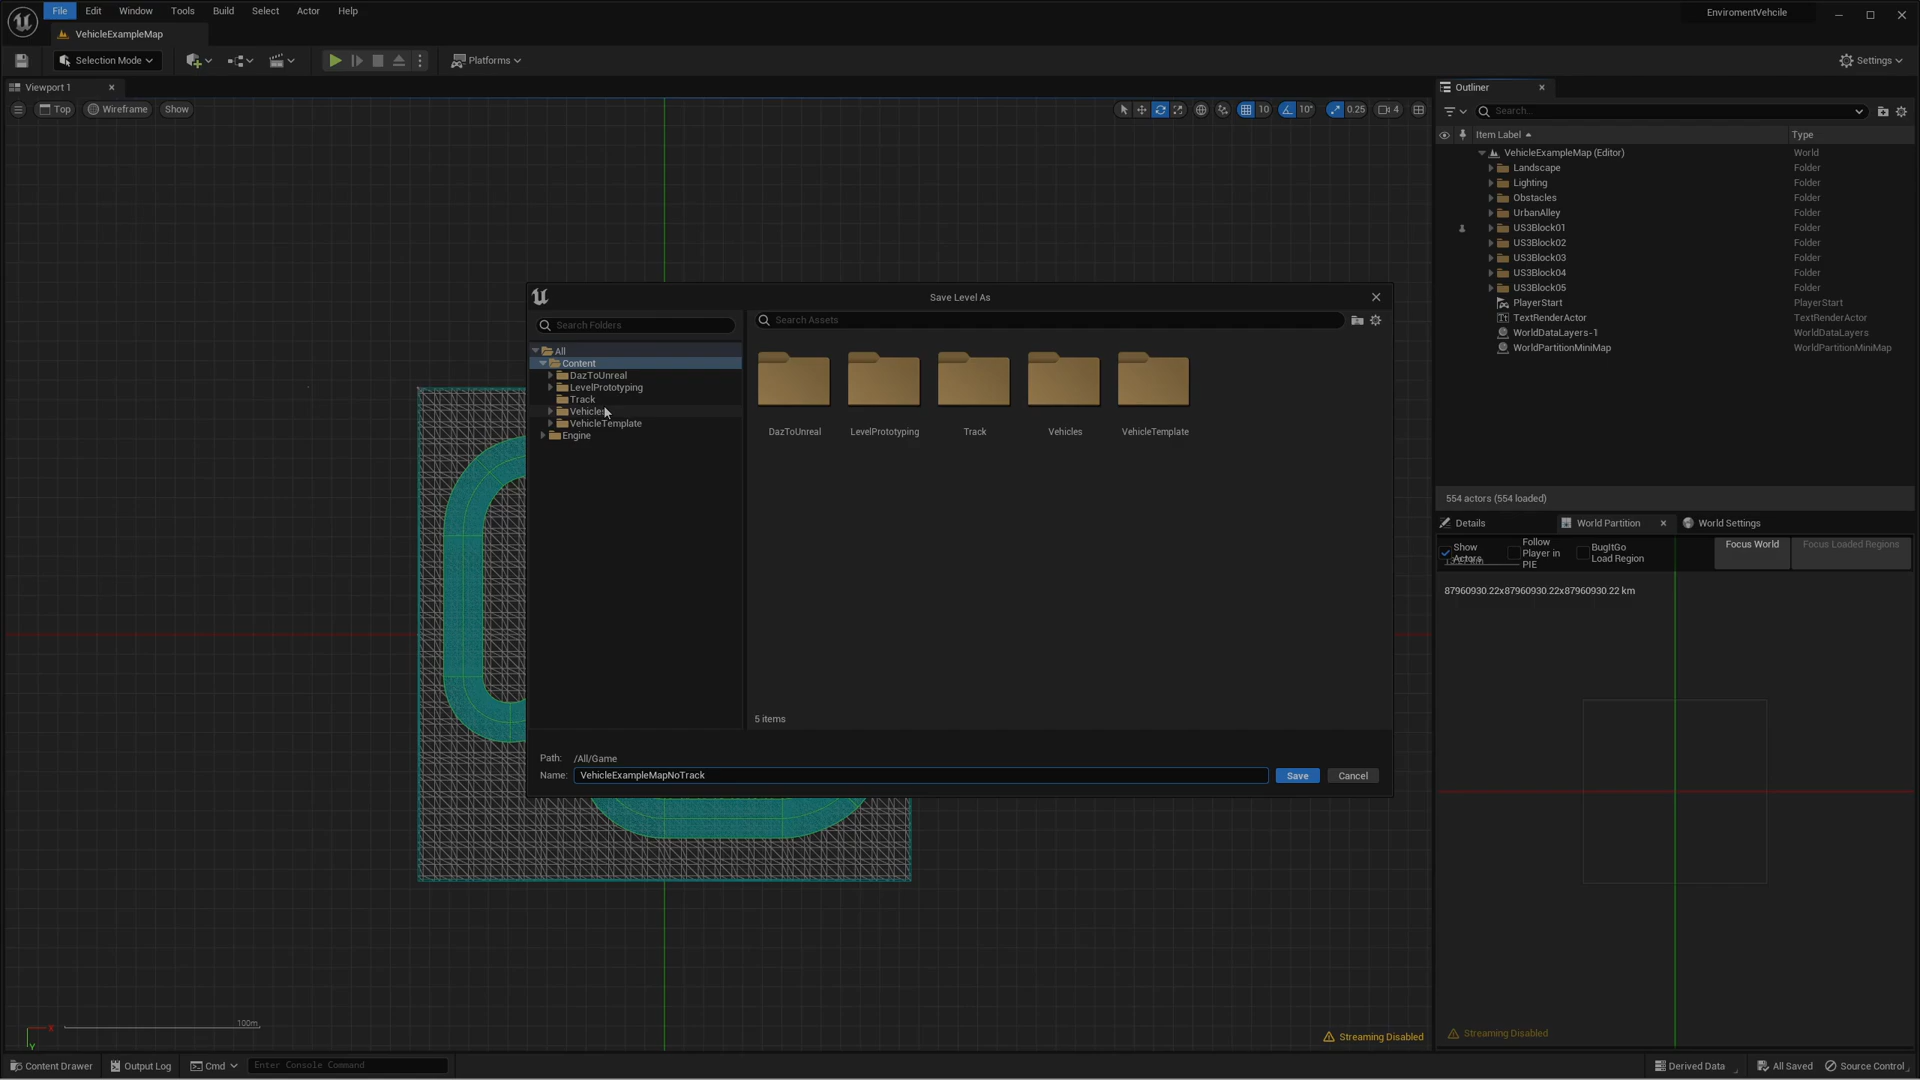 File Edit Window Tools Build Select Actor Help
EnviromentVehcile
VehicleExampleMap
Selection Mode
Platforms
Settings
Viewport 1
Top Wireframe Show
10 10° 0.25 4
Outliner
Search...
Item Label Type
VehicleExampleMap (Editor) World
Landscape Folder
Lighting Folder
Obstacles Folder
UrbanAlley Folder
US3Block01 Folder
US3Block02 Folder
US3Block03 Folder
US3Block04 Folder
US3Block05 Folder
PlayerStart PlayerStart
TextRenderActor TextRenderActor
WorldDataLayers-1 WorldDataLayers
WorldPartitionMiniMap WorldPartitionMiniMap
554 actors (554 loaded)
Details World Partition World Settings
Show Actors
Follow Player in PIE
BugItGo Load Region
Focus World
Focus Loaded Regions
87960930.22x87960930.22x87960930.22 km
Streaming Disabled
Save Level As
Search Folders
Search Assets
All
Content
DazToUnreal
LevelPrototyping
Track
Vehicles
VehicleTemplate
Engine
DazToUnreal LevelPrototyping Track Vehicles VehicleTemplate
5 items
Path: /All/Game
Name: VehicleExampleMapNoTrack
Save Cancel
100m
X
Y
Streaming Disabled
Content Drawer Output Log Cmd Enter Console Command
Derived Data All Saved Source Control